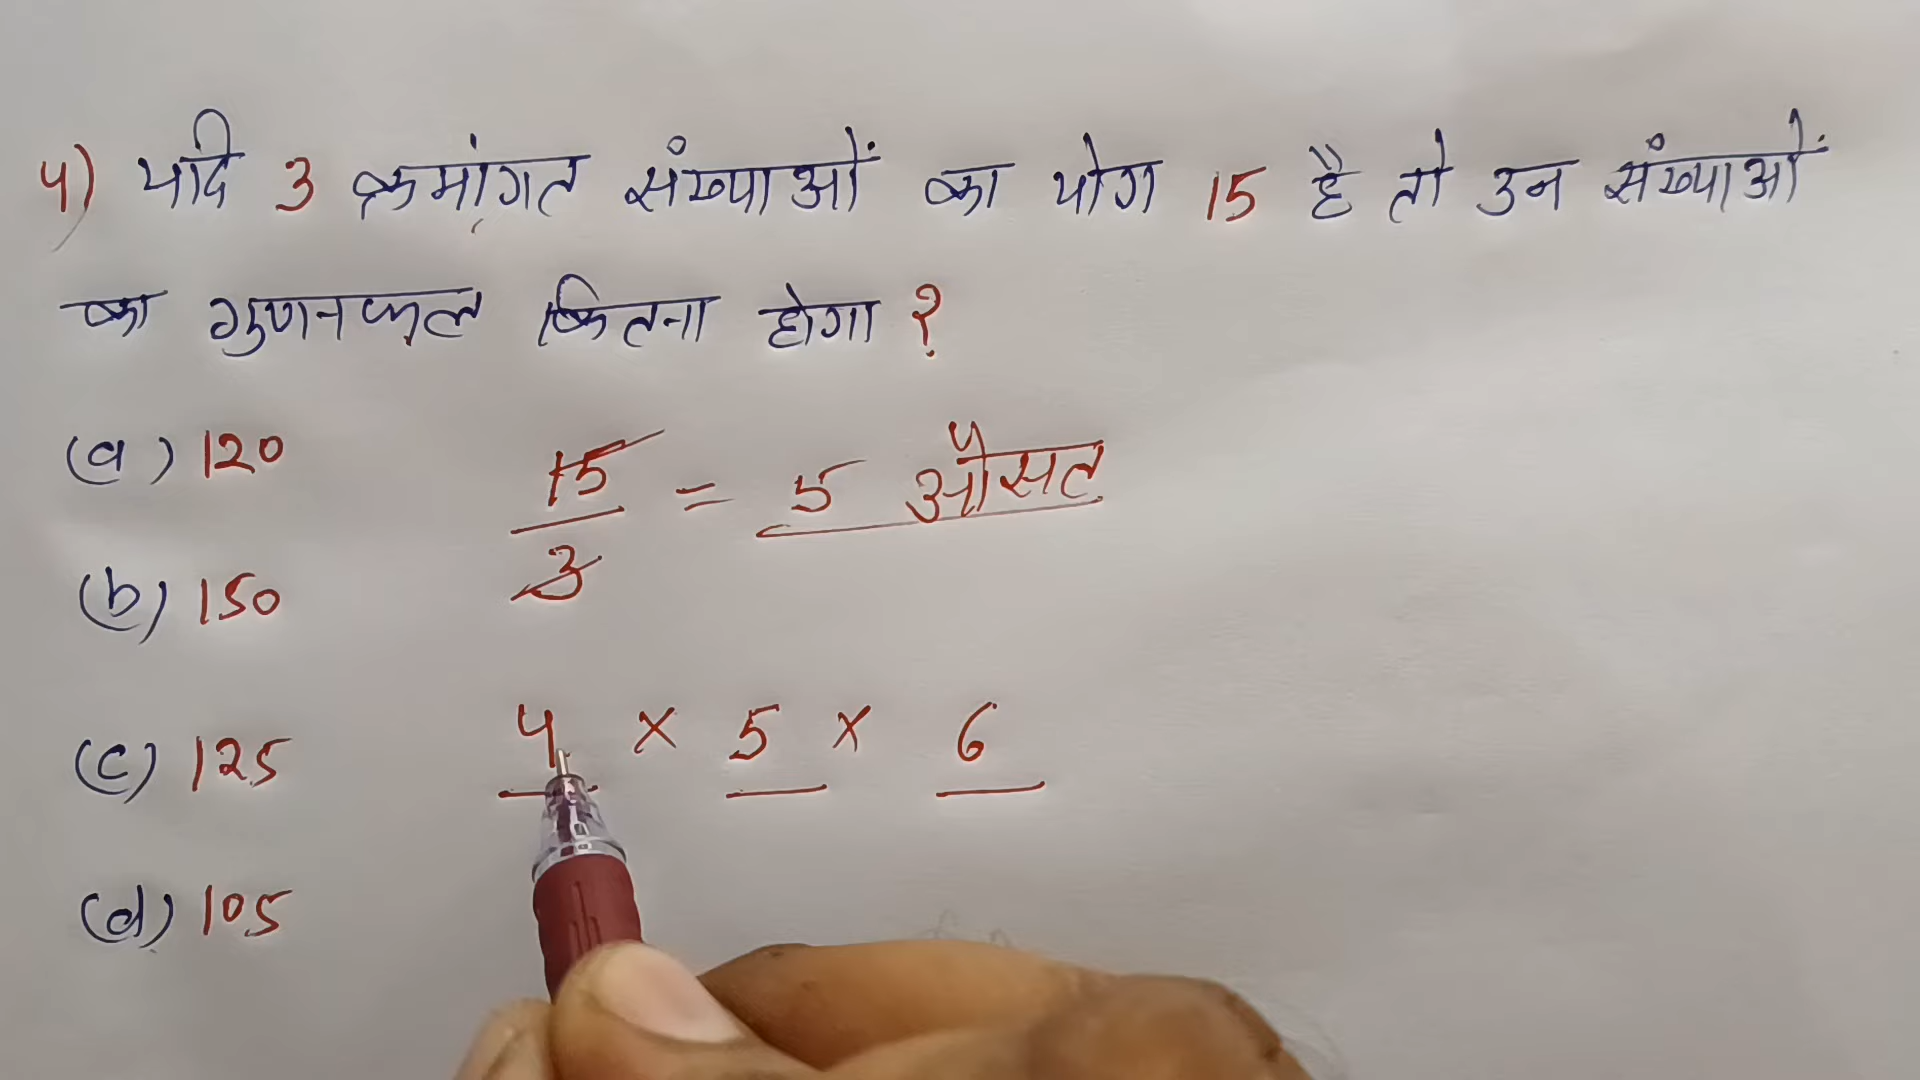 4) यदि 3 क्रमांगत संख्याओं का योग 15 है तो उन संख्याओं
का गुणनफल कितना होगा ?
(a) 120
(b) 150
(c) 125
(d) 105
15/3 = 5 औसत
4 × 5 × 6